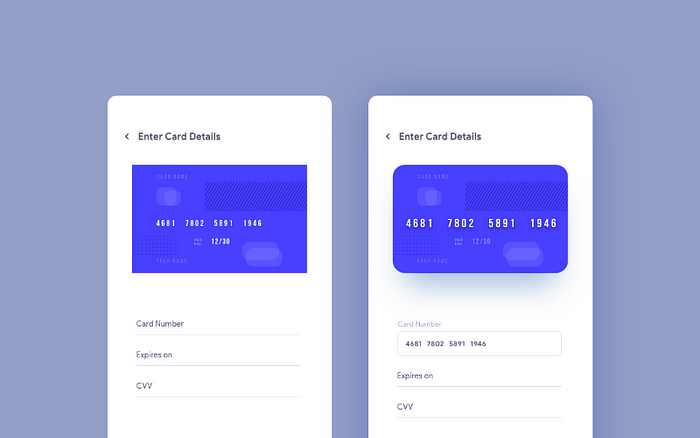 Enter Card Details
CARD NAME
4681 7802 5891 1946
12/30
YOUR NAME
Card Number
Expires on
CVV
Enter Card Details
CARD NAME
4681 7802 5891 1946
12/30
YOUR NAME
Card Number
4681 7802 5891 1946
Expires on
CVV